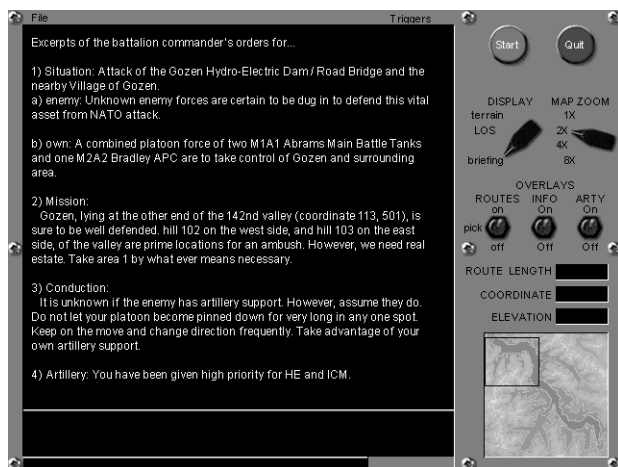 File Triggers
Excerpts of the battalion commander's orders for...
1) Situation: Attack of the Gozen Hydro-Electric Dam / Road Bridge and the
nearby Village of Gozen.
a) enemy: Unknown enemy forces are certain to be dug in to defend this vital
asset from NATO attack.
b) own: A combined platoon force of two M1A1 Abrams Main Battle Tanks
and one M2A2 Bradley APC are to take control of Gozen and surrounding
area.
2) Mission:
Gozen, lying at the other end of the 142nd valley (coordinate 113, 501), is
sure to be well defended. hill 102 on the west side, and hill 103 on the east
side, of the valley are prime locations for an ambush. However, we need real
estate. Take area 1 by what ever means necessary.
3) Conduction:
It is unknown if the enemy has artillery support. However, assume they do.
Do not let your platoon become pinned down for very long in any one spot.
Keep on the move and change direction frequently. Take advantage of your
own artillery support.
4) Artillery: You have been given high priority for HE and ICM.
Start Quit
DISPLAY MAP ZOOM
terrain 1X
LOS 2X
4X
briefing 8X
OVERLAYS
ROUTES INFO ARTY
on On On
pick
off Off Off
ROUTE LENGTH
COORDINATE
ELEVATION